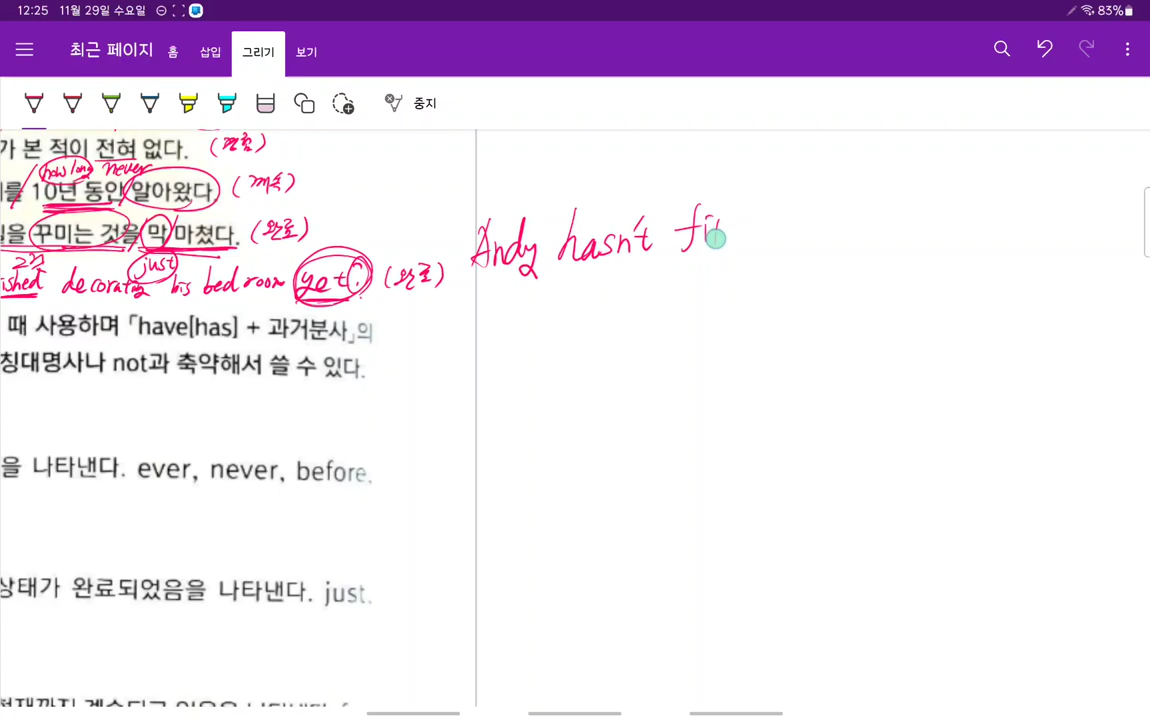 12:25 11월 29일 수요일 83%
최근 페이지 홈 삽입 그리기 보기
중지
가 본 적이 전혀 없다. (경험)
how long never
를 10년 동안 알아왔다. (계속)
일을 꾸미는 것을 막 마쳤다. (완료)
just
ished decorating his bed room yet. (완료)
Andy hasn't fi
때 사용하며 「have[has] + 과거분사」의
칭대명사나 not과 축약해서 쓸 수 있다.
을 나타낸다. ever, never, before.
상태가 완료되었음을 나타낸다. just.